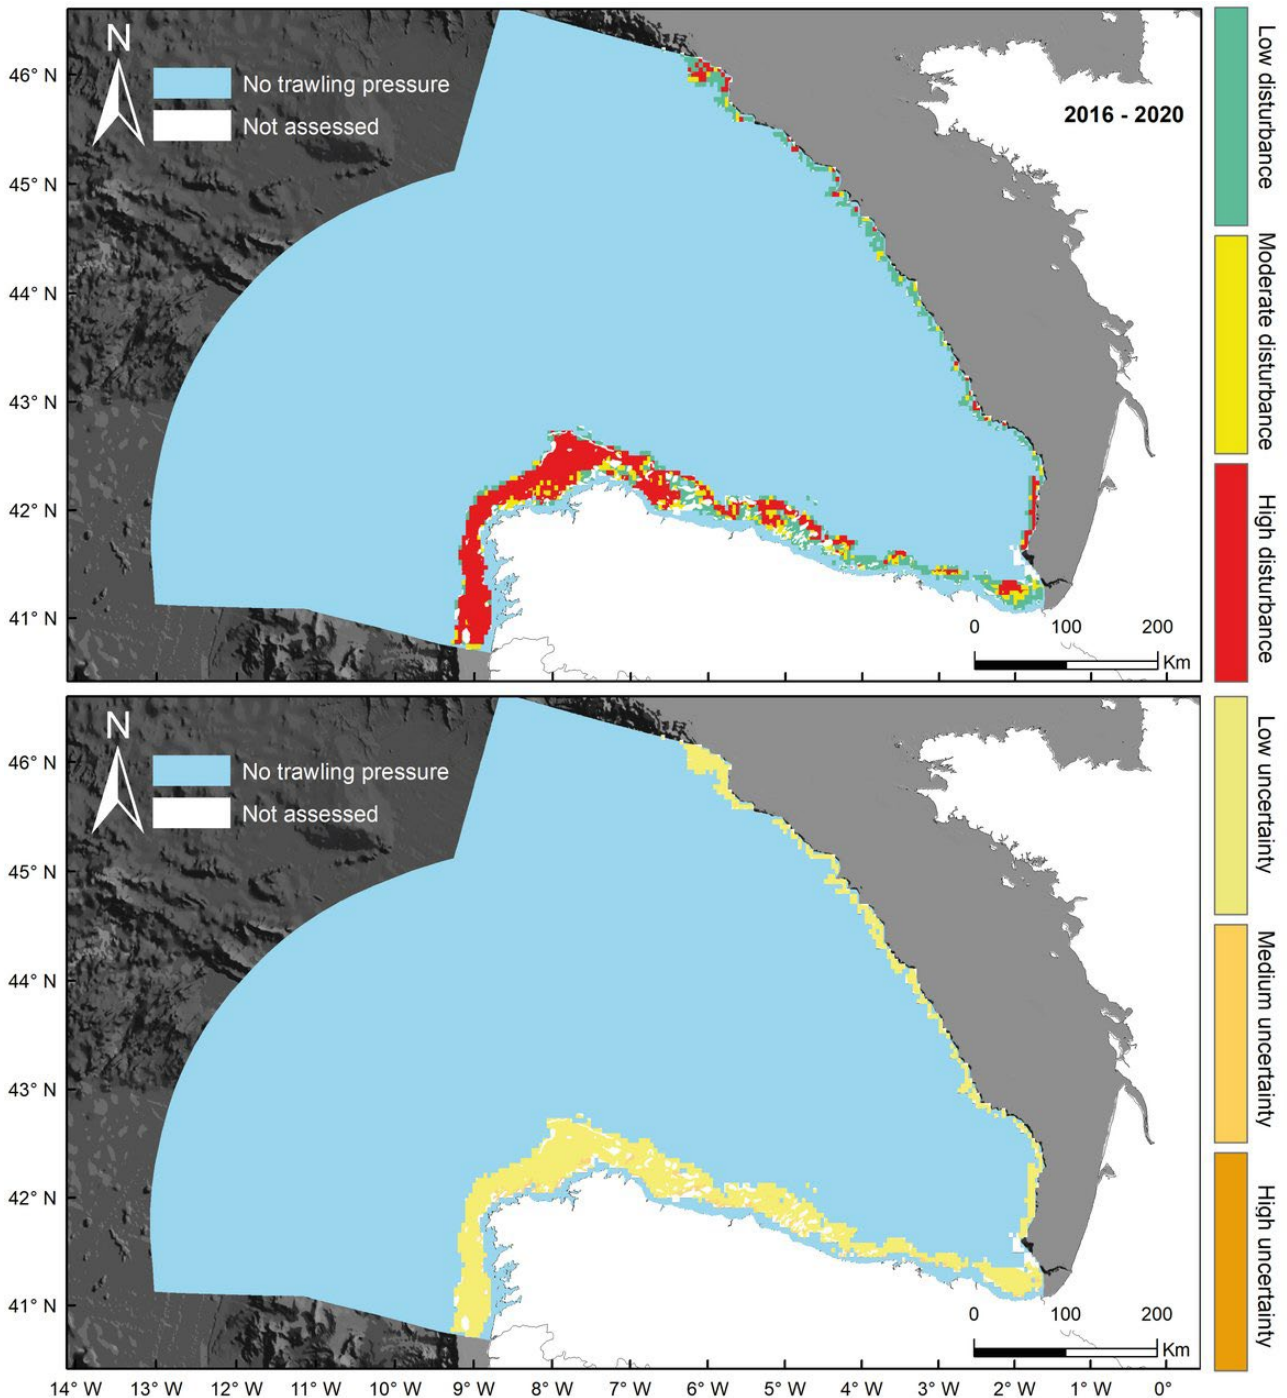 N
No trawling pressure
Not assessed
2016 - 2020
46° N
45° N
44° N
43° N
42° N
41° N
0 100 200
Km
Low disturbance
Moderate disturbance
High disturbance
N
No trawling pressure
Not assessed
46° N
45° N
44° N
43° N
42° N
41° N
0 100 200
Km
14° W 13° W 12° W 11° W 10° W 9° W 8° W 7° W 6° W 5° W 4° W 3° W 2° W 1° W 0°
Low uncertainty
Medium uncertainty
High uncertainty